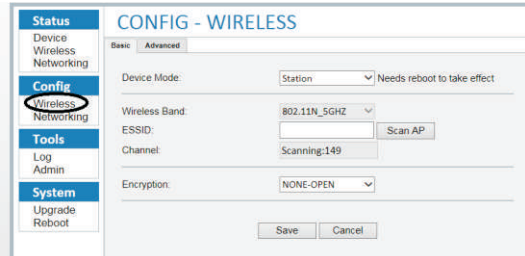 Status
Device
Wireless
Networking
Config
Wireless
Networking
Tools
Log
Admin
System
Upgrade
Reboot
CONFIG - WIRELESS
Basic Advanced
Device Mode: Station Needs reboot to take effect
Wireless Band: 802.11N_5GHZ
ESSID: Scan AP
Channel: Scanning:149
Encryption: NONE-OPEN
Save Cancel